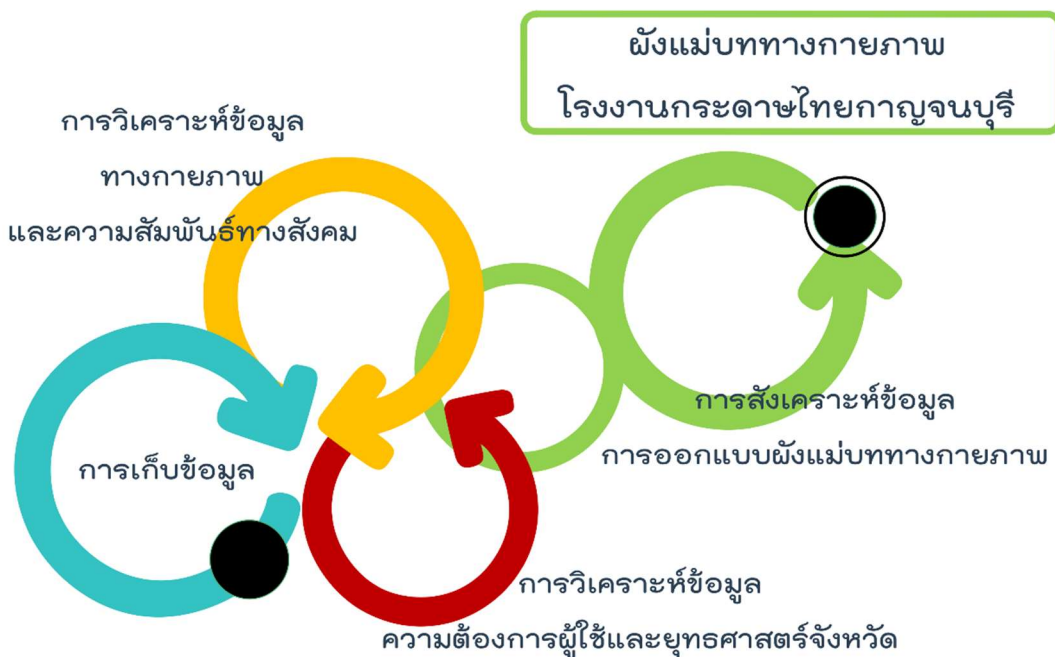 ผังแม่บททางกายภาพ
โรงงานกระดาษไทยกาญจนบุรี
การวิเคราะห์ข้อมูล
ทางกายภาพ
และความสัมพันธ์ทางสังคม
การเก็บข้อมูล
การสังเคราะห์ข้อมูล
การออกแบบผังแม่บททางกายภาพ
การวิเคราะห์ข้อมูล
ความต้องการผู้ใช้และยุทธศาสตร์จังหวัด